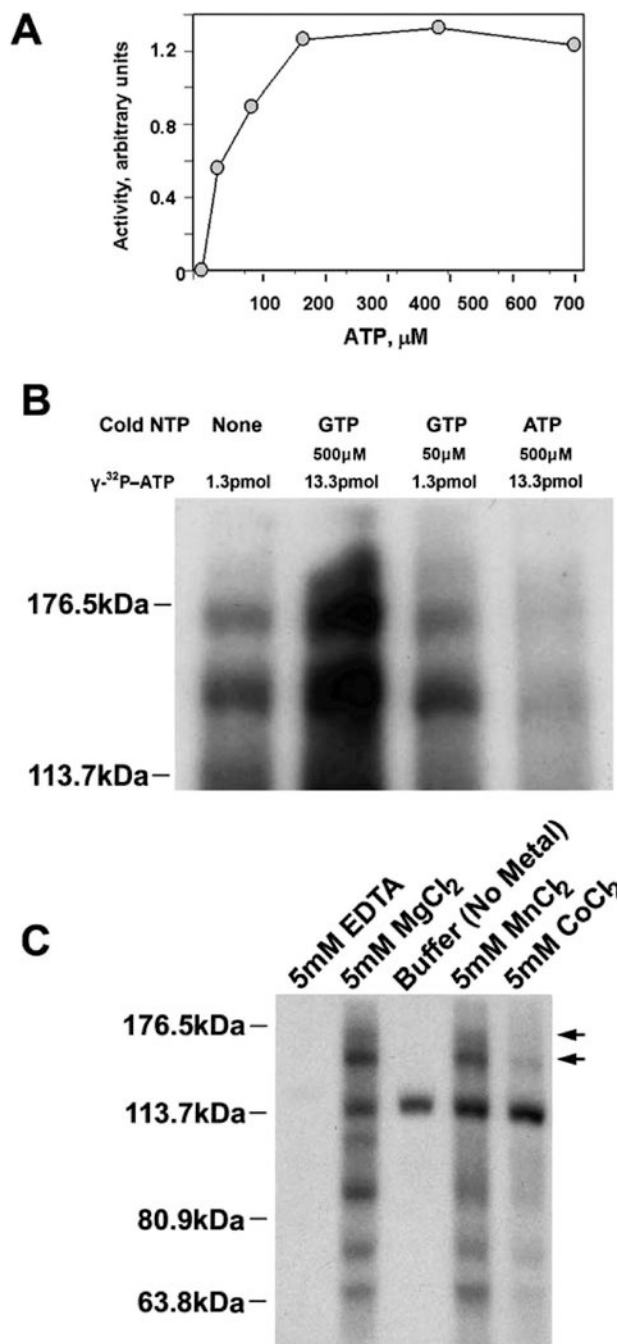 A
Activity, arbitrary units
1.2
0.8
0.4
0
100 200 300 400 500 600 700
ATP, μM
B
Cold NTP None GTP GTP ATP
500μM 50μM 500μM
γ-³²P–ATP 1.3pmol 13.3pmol 1.3pmol 13.3pmol
176.5kDa
113.7kDa
C
5mM EDTA
5mM MgCl₂
Buffer (No Metal)
5mM MnCl₂
5mM CoCl₂
176.5kDa
113.7kDa
80.9kDa
63.8kDa